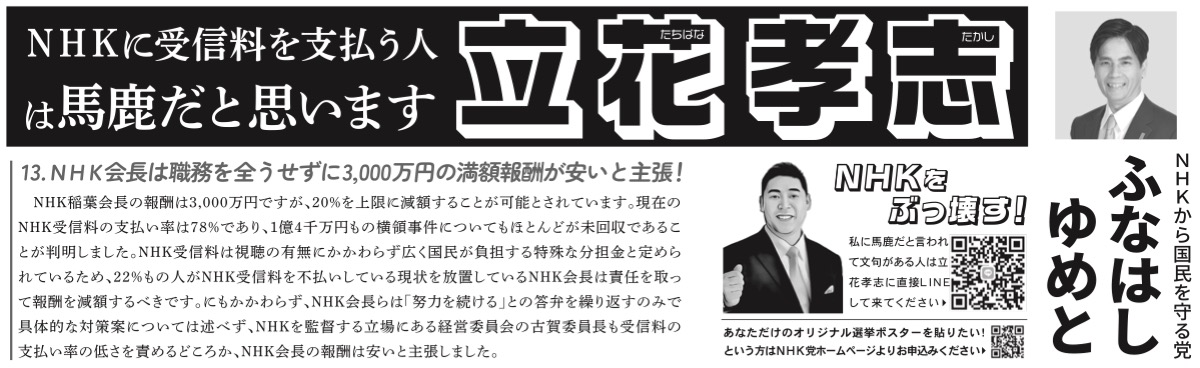 NHKに受信料を支払う人
は馬鹿だと思います
立花孝志
たちばな
たかし
13.NHK会長は職務を全うせずに3,000万円の満額報酬が安いと主張！
NHK稲葉会長の報酬は3,000万円ですが、20%を上限に減額することが可能とされています。現在の
NHK受信料の支払い率は78%であり、1億4千万円もの横領事件についてもほとんどが未回収であるこ
とが判明しました。NHK受信料は視聴の有無にかかわらず広く国民が負担する特殊な分担金と定めら
れているため、22%もの人がNHK受信料を不払いしている現状を放置しているNHK会長は責任を取っ
て報酬を減額するべきです。にもかかわらず、NHK会長らは「努力を続ける」との答弁を繰り返すのみで
具体的な対策案については述べず、NHKを監督する立場にある経営委員会の古賀委員長も受信料の
支払い率の低さを責めるどころか、NHK会長の報酬は安いと主張しました。
NHKを
ぶっ壊す！
私に馬鹿だと言われ
て文句がある人は立
花孝志に直接LINE
して来てください
LINE
あなただけのオリジナル選挙ポスターを貼りたい！
という方はNHK党ホームページよりお申込みください
NHKから国民を守る党
ふなはし
ゆめと